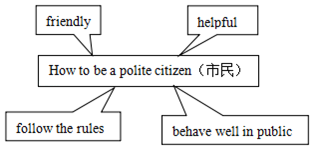 friendly
helpful
How to be a polite citizen（市民）
follow the rules
behave well in public